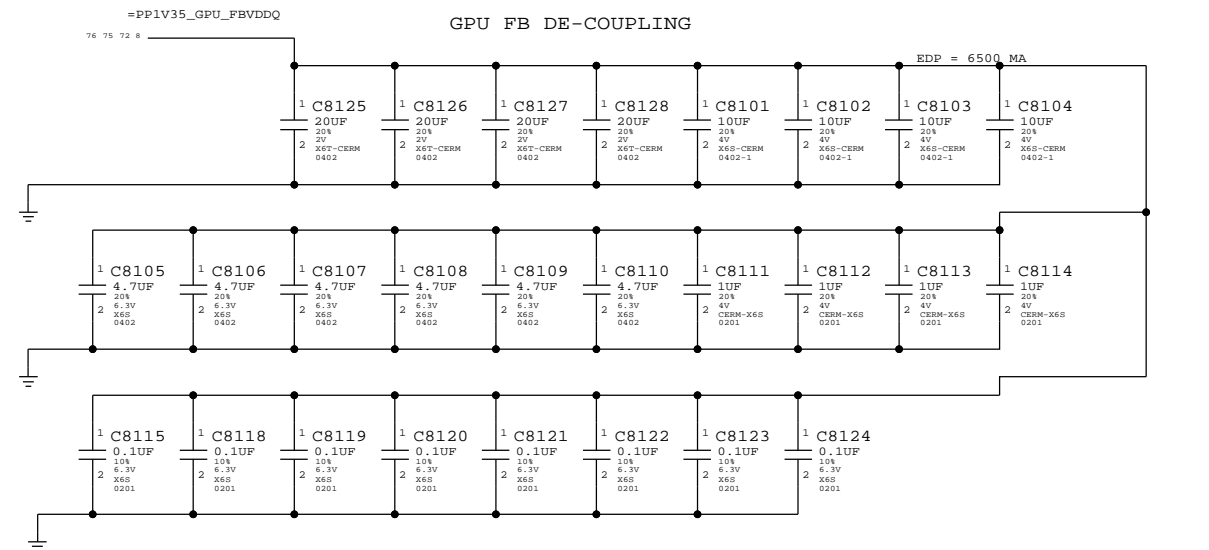 =PP1V35_GPU_FBVDDQ
GPU FB DE-COUPLING
76 75 72 8
EDP = 6500 MA
1 C8125 1 C8126 1 C8127 1 C8128 1 C8101 1 C8102 1 C8103 1 C8104
20UF 20UF 20UF 20UF 10UF 10UF 10UF 10UF
20% 20% 20% 20% 20% 20% 20% 20%
2V 2V 2V 2V 4V 4V 4V 4V
2 X6T-CERM 2 X6T-CERM 2 X6T-CERM 2 X6T-CERM 2 X6S-CERM 2 X6S-CERM 2 X6S-CERM 2 X6S-CERM
0402 0402 0402 0402 0402-1 0402-1 0402-1 0402-1
1 C8105 1 C8106 1 C8107 1 C8108 1 C8109 1 C8110 1 C8111 1 C8112 1 C8113 1 C8114
4.7UF 4.7UF 4.7UF 4.7UF 4.7UF 4.7UF 1UF 1UF 1UF 1UF
20% 20% 20% 20% 20% 20% 20% 20% 20% 20%
6.3V 6.3V 6.3V 6.3V 6.3V 6.3V 4V 4V 4V 4V
2 X6S 2 X6S 2 X6S 2 X6S 2 X6S 2 X6S 2 CERM-X6S 2 CERM-X6S 2 CERM-X6S 2 CERM-X6S
0402 0402 0402 0402 0402 0402 0201 0201 0201 0201
1 C8115 1 C8118 1 C8119 1 C8120 1 C8121 1 C8122 1 C8123 1 C8124
0.1UF 0.1UF 0.1UF 0.1UF 0.1UF 0.1UF 0.1UF 0.1UF
10% 10% 10% 10% 10% 10% 10% 10%
6.3V 6.3V 6.3V 6.3V 6.3V 6.3V 6.3V 6.3V
2 X6S 2 X6S 2 X6S 2 X6S 2 X6S 2 X6S 2 X6S 2 X6S
0201 0201 0201 0201 0201 0201 0201 0201